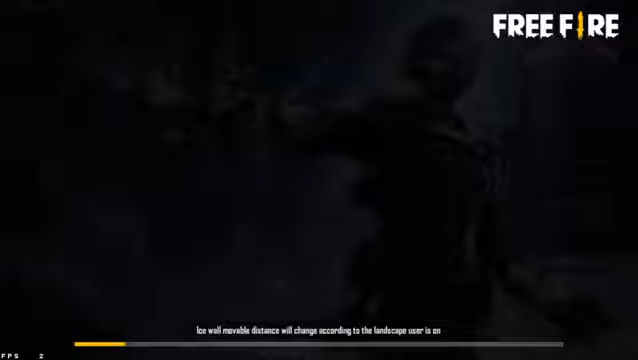 FREE FIRE
Ice wall movable distance will change according to the landscape user is on
FPS 2